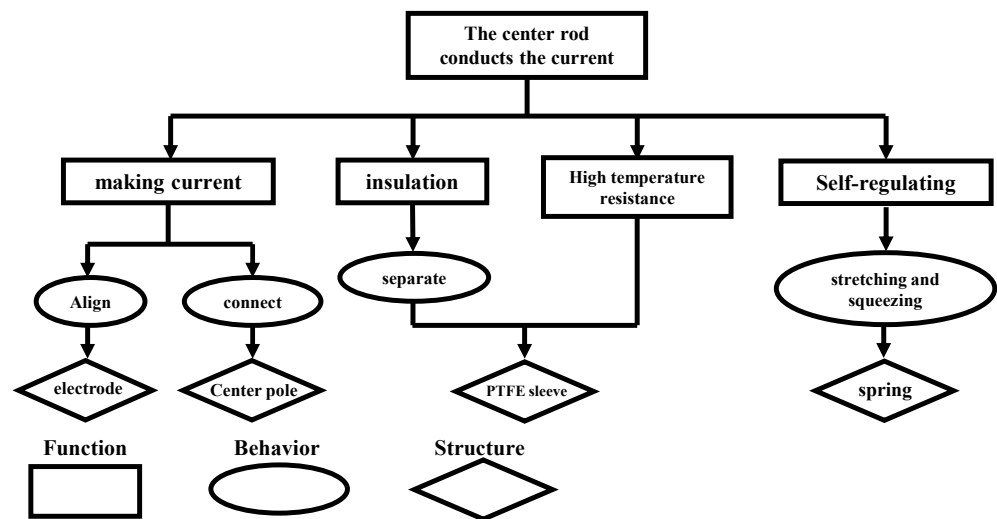 The center rod
conducts the current
making current
insulation
High temperature
resistance
Self-regulating
Align
connect
separate
stretching and
squeezing
electrode
Center pole
PTFE sleeve
spring
Function
Behavior
Structure